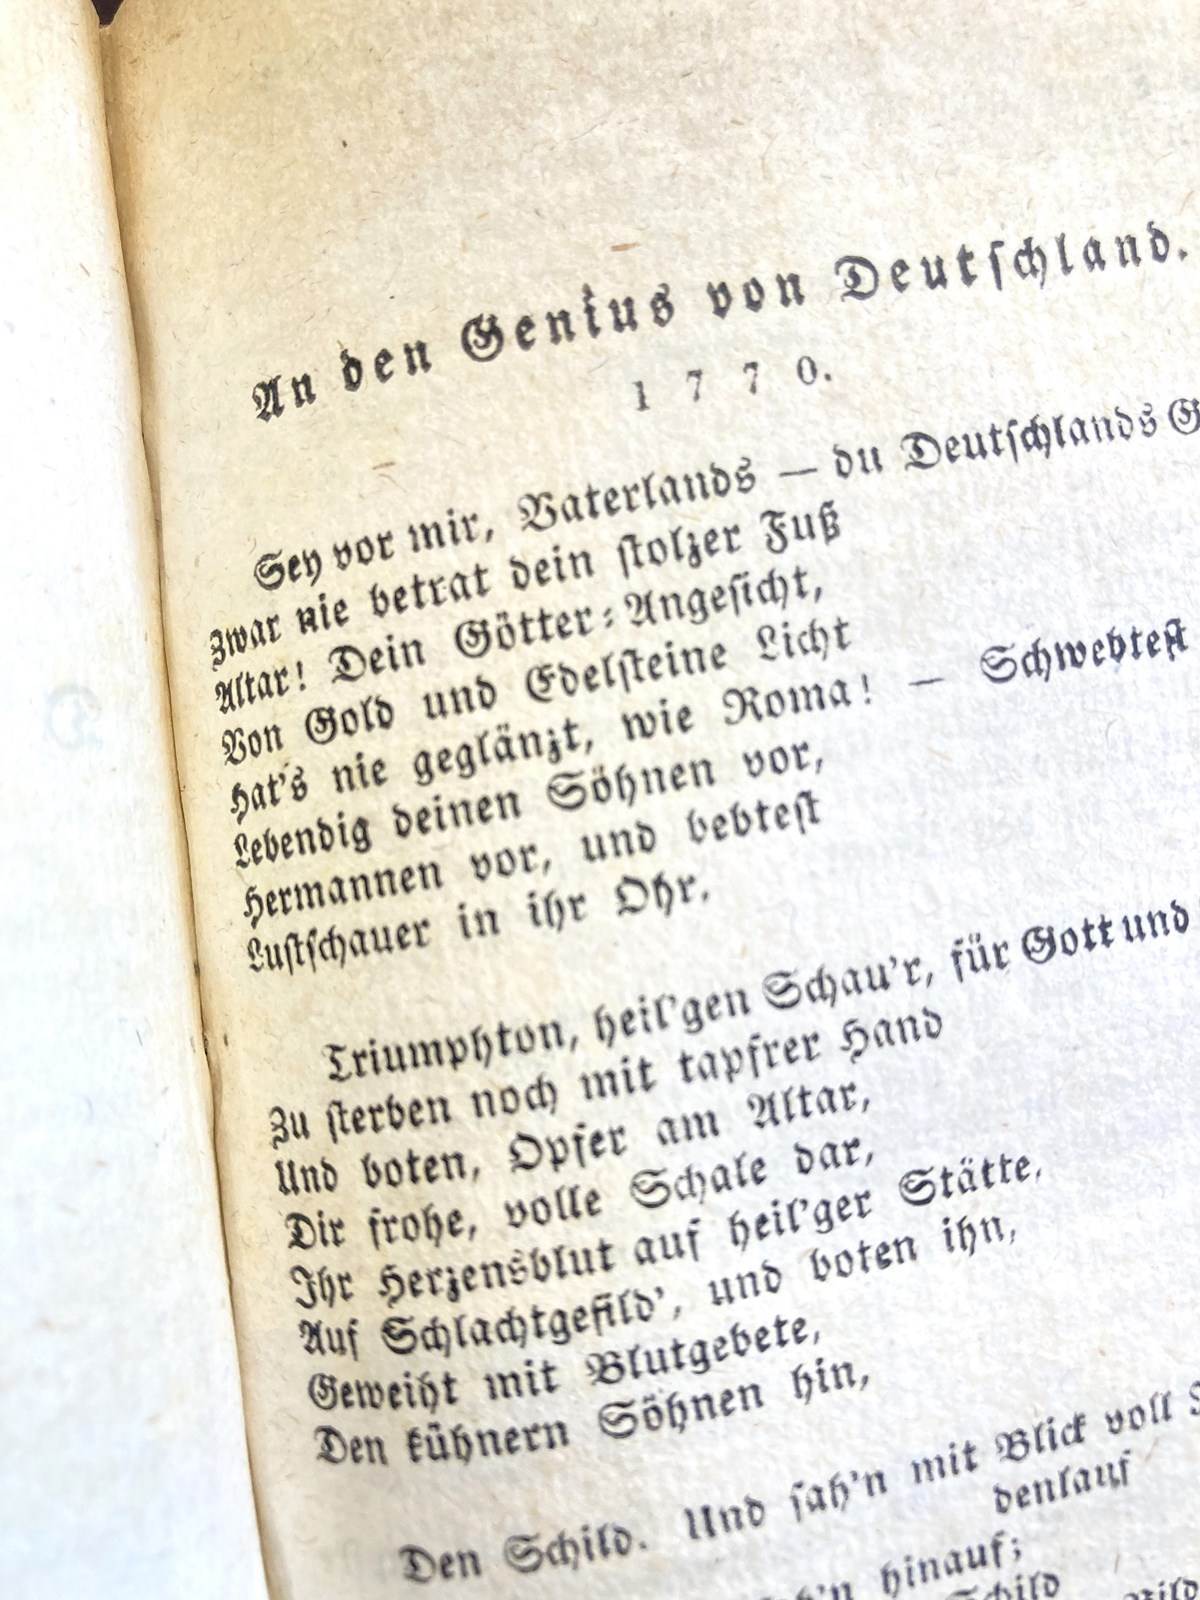 An den Genius von Deutschland.
1770.
Sey vor mir, Vaterlands — du Deutschlands G
Zwar nie betrat dein stolzer Fuß
Altar! Dein Götter-Angesicht,
Von Gold und Edelsteine Licht
Hat's nie geglänzt, wie Roma! — Schwebtest
Lebendig deinen Söhnen vor,
Hermannen vor, und bebtest
Lustschauer in ihr Ohr,
Triumphton, heil'gen Schau'r, für Gott und
Zu sterben noch mit tapfrer Hand
Und boten, Opfer am Altar,
Dir frohe, volle Schale dar,
Ihr Herzensblut auf heil'ger Stätte,
Auf Schlachtgefild', und boten ihn,
Geweiht mit Blutgebete,
Den kühnern Söhnen hin,
Den Schild. Und sah'n mit Blick voll
denlauf
hinauf;
Schild